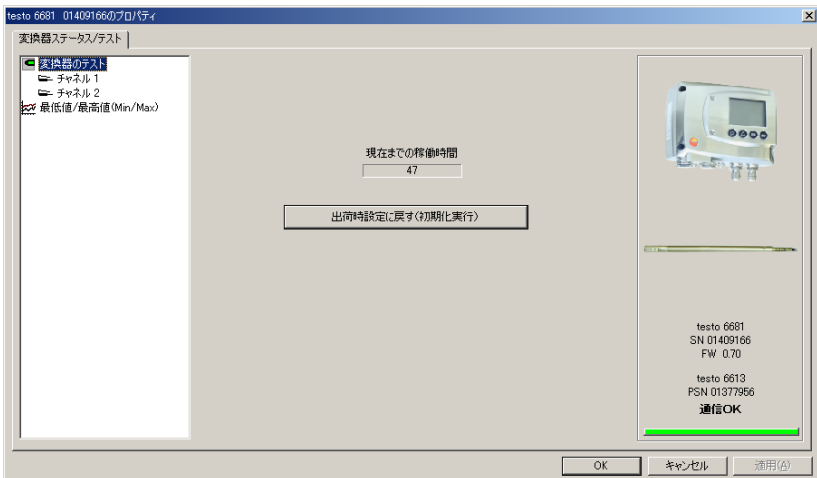 testo 6681 01409166のプロパティ
変換器ステータス/テスト
変換器のテスト
チャネル 1
チャネル 2
最低値/最高値(Min/Max)
現在までの稼働時間
47
出荷時設定に戻す(初期化実行)
testo 6681
SN 01409166
FW 0.70
testo 6613
PSN 01377956
通信OK
OK
キャンセル
適用(A)